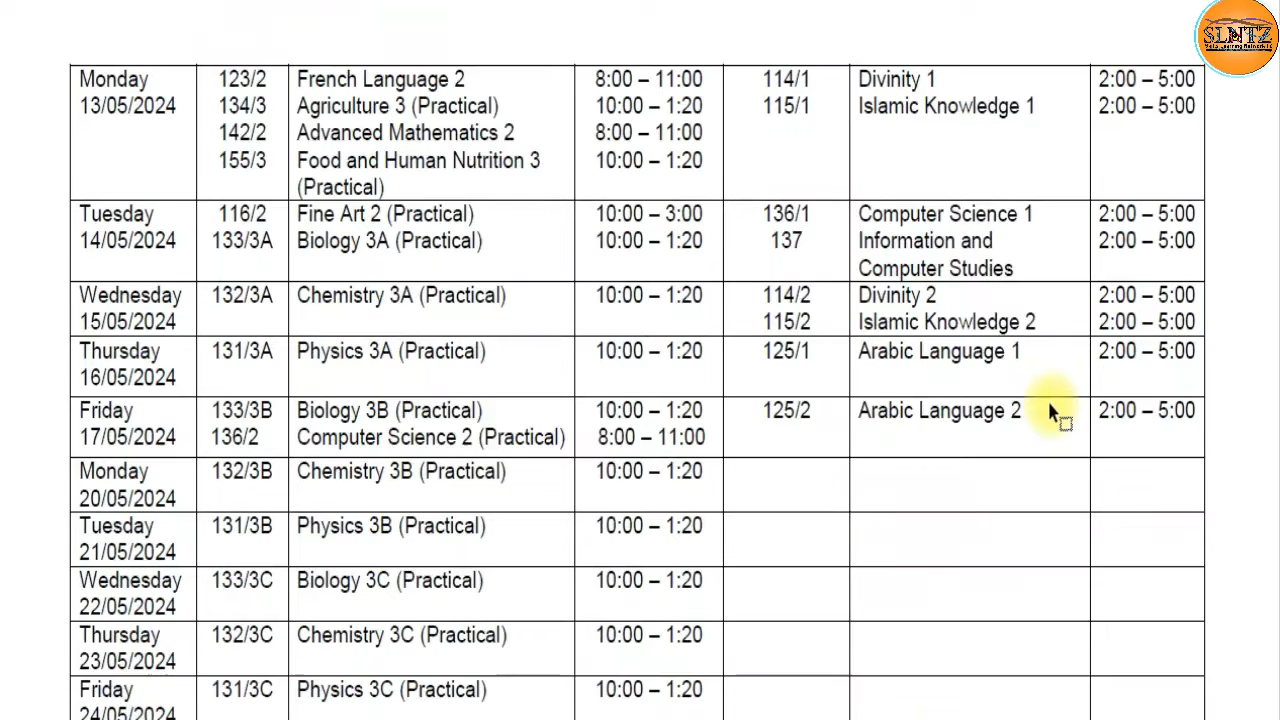 SLNTZ
Monday 123/2 French Language 2 8:00 – 11:00 114/1 Divinity 1 2:00 – 5:00
13/05/2024 134/3 Agriculture 3 (Practical) 10:00 – 1:20 115/1 Islamic Knowledge 1 2:00 – 5:00
142/2 Advanced Mathematics 2 8:00 – 11:00
155/3 Food and Human Nutrition 3 10:00 – 1:20
(Practical)
Tuesday 116/2 Fine Art 2 (Practical) 10:00 – 3:00 136/1 Computer Science 1 2:00 – 5:00
14/05/2024 133/3A Biology 3A (Practical) 10:00 – 1:20 137 Information and 2:00 – 5:00
Computer Studies
Wednesday 132/3A Chemistry 3A (Practical) 10:00 – 1:20 114/2 Divinity 2 2:00 – 5:00
15/05/2024 115/2 Islamic Knowledge 2 2:00 – 5:00
Thursday 131/3A Physics 3A (Practical) 10:00 – 1:20 125/1 Arabic Language 1 2:00 – 5:00
16/05/2024
Friday 133/3B Biology 3B (Practical) 10:00 – 1:20 125/2 Arabic Language 2 2:00 – 5:00
17/05/2024 136/2 Computer Science 2 (Practical) 8:00 – 11:00
Monday 132/3B Chemistry 3B (Practical) 10:00 – 1:20
20/05/2024
Tuesday 131/3B Physics 3B (Practical) 10:00 – 1:20
21/05/2024
Wednesday 133/3C Biology 3C (Practical) 10:00 – 1:20
22/05/2024
Thursday 132/3C Chemistry 3C (Practical) 10:00 – 1:20
23/05/2024
Friday 131/3C Physics 3C (Practical) 10:00 – 1:20
24/05/2024